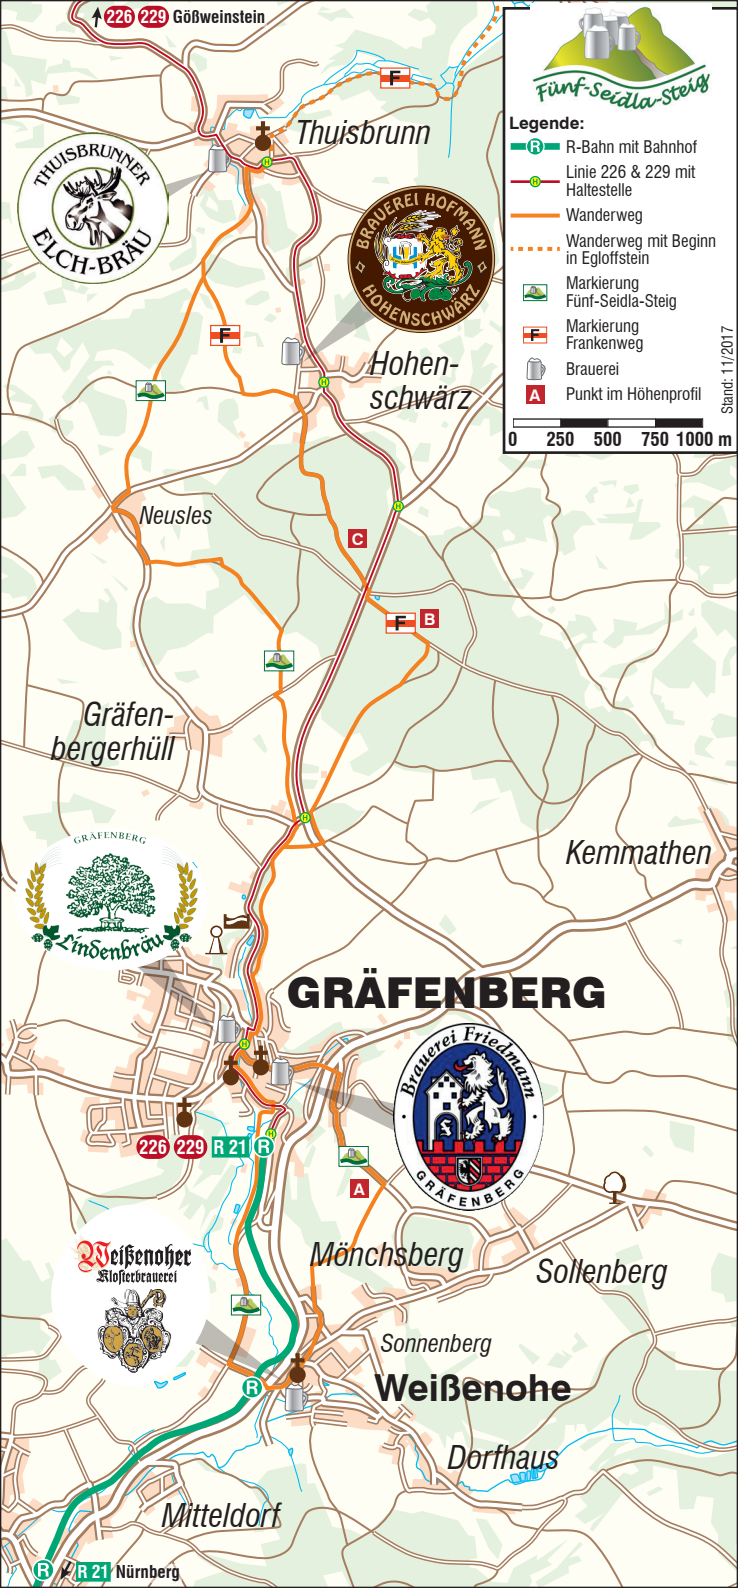 226 229 Gößweinstein
Fünf-Seidla-Steig
Legende:
R R-Bahn mit Bahnhof
H Linie 226 & 229 mit
Haltestelle
Wanderweg
Wanderweg mit Beginn
in Egloffstein
Markierung
Fünf-Seidla-Steig
F Markierung
Frankenweg
Brauerei
A Punkt im Höhenprofil
0 250 500 750 1000 m
Stand: 11/2017
F
Thuisbrunn
H
THUISBRUNNER
ELCH-BRÄU
BRAUEREI HOFMANN
HOHENSCHWÄRZ
F
Hohen-
schwärz
H
H
Neusles
C
F B
Gräfen-
bergerhüll
H
Kemmathen
GRÄFENBERG
Lindenbräu
GRÄFENBERG
H
Brauerei Friedmann
GRÄFENBERG
H
226 229 R 21 R
A
Mönchsberg
Sollenberg
Weißenoher
Klosterbrauerei
Sonnenberg
R
Weißenohe
Dorfhaus
Mitteldorf
R R 21 Nürnberg